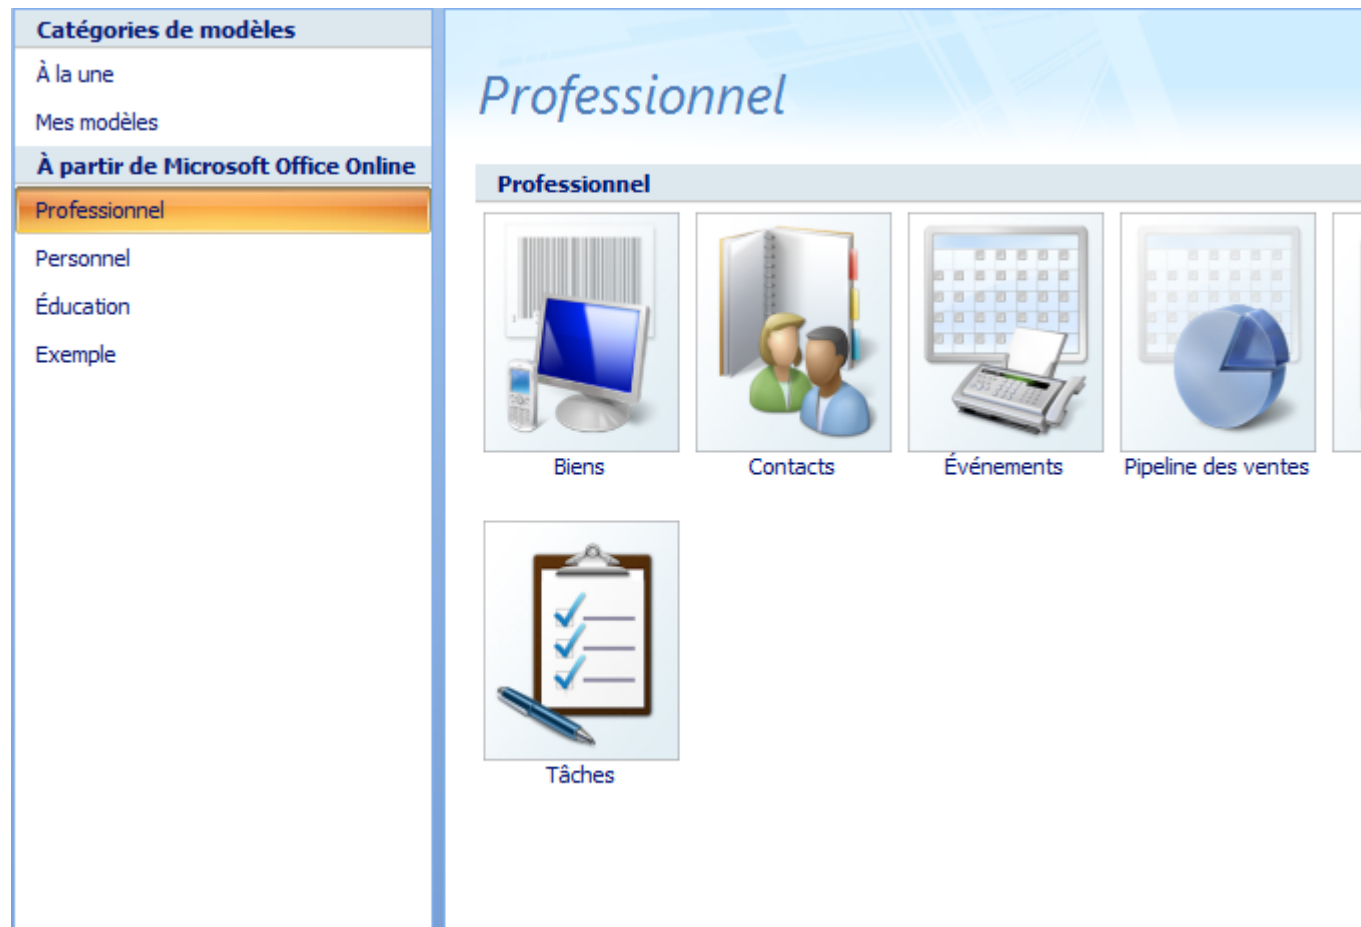 Catégories de modèles
À la une
Mes modèles
À partir de Microsoft Office Online
Professionnel
Personnel
Éducation
Exemple
Professionnel
Professionnel
Biens
Contacts
Événements
Pipeline des ventes
Tâches